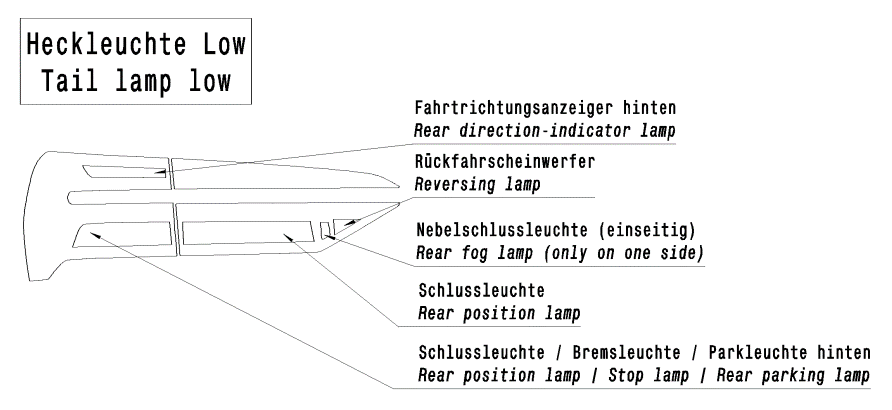 Heckleuchte Low
Tail lamp low
Fahrtrichtungsanzeiger hinten
Rear direction-indicator lamp
Rückfahrscheinwerfer
Reversing lamp
Nebelschlussleuchte (einseitig)
Rear fog lamp (only on one side)
Schlussleuchte
Rear position lamp
Schlussleuchte / Bremsleuchte / Parkleuchte hinten
Rear position lamp / Stop lamp / Rear parking lamp